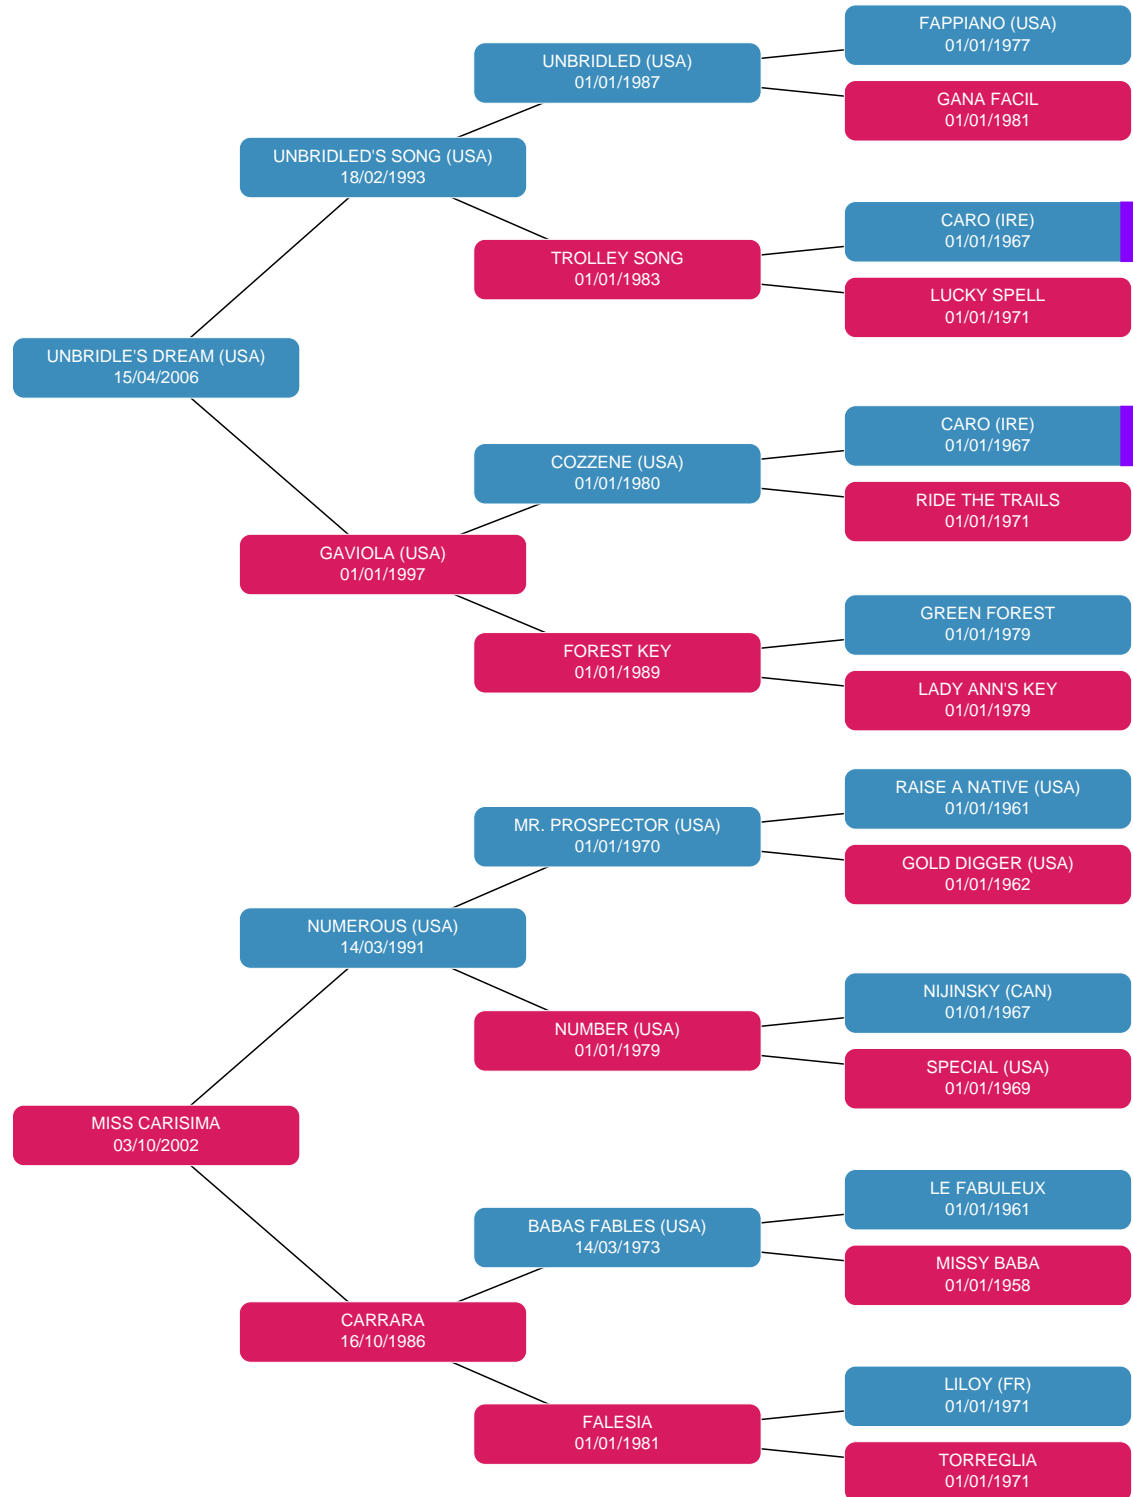 FAPPIANO (USA)
01/01/1977
UNBRIDLED (USA)
01/01/1987
GANA FACIL
01/01/1981
UNBRIDLED'S SONG (USA)
18/02/1993
CARO (IRE)
01/01/1967
TROLLEY SONG
01/01/1983
LUCKY SPELL
01/01/1971
UNBRIDLE'S DREAM (USA)
15/04/2006
CARO (IRE)
01/01/1967
COZZENE (USA)
01/01/1980
RIDE THE TRAILS
01/01/1971
GAVIOLA (USA)
01/01/1997
GREEN FOREST
01/01/1979
FOREST KEY
01/01/1989
LADY ANN'S KEY
01/01/1979
RAISE A NATIVE (USA)
01/01/1961
MR. PROSPECTOR (USA)
01/01/1970
GOLD DIGGER (USA)
01/01/1962
NUMEROUS (USA)
14/03/1991
NIJINSKY (CAN)
01/01/1967
NUMBER (USA)
01/01/1979
SPECIAL (USA)
01/01/1969
MISS CARISIMA
03/10/2002
LE FABULEUX
01/01/1961
BABAS FABLES (USA)
14/03/1973
MISSY BABA
01/01/1958
CARRARA
16/10/1986
LILOY (FR)
01/01/1971
FALESIA
01/01/1981
TORREGLIA
01/01/1971